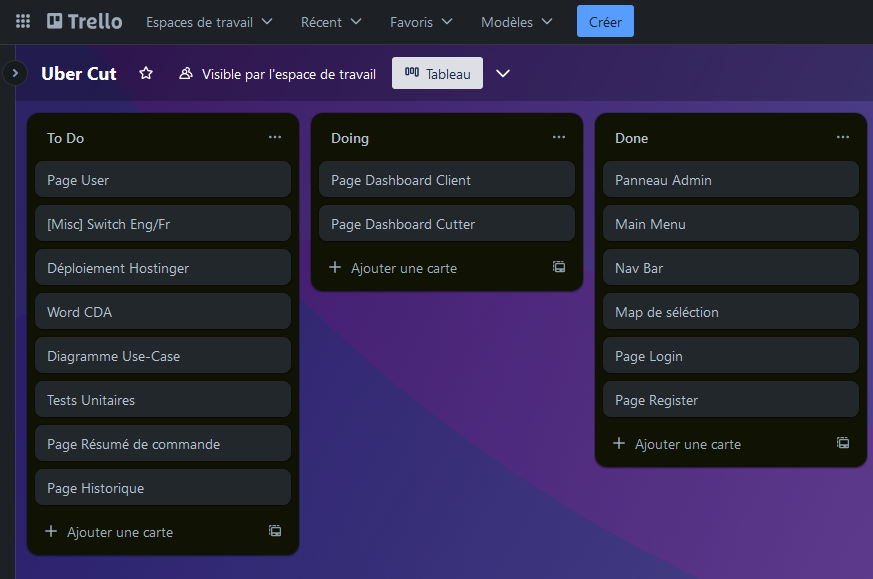 Trello Espaces de travail Récent Favoris Modèles Créer
Uber Cut Visible par l'espace de travail Tableau
To Do
Page User
[Misc] Switch Eng/Fr
Déploiement Hostinger
Word CDA
Diagramme Use-Case
Tests Unitaires
Page Résumé de commande
Page Historique
Ajouter une carte
Doing
Page Dashboard Client
Page Dashboard Cutter
Ajouter une carte
Done
Panneau Admin
Main Menu
Nav Bar
Map de séléction
Page Login
Page Register
Ajouter une carte